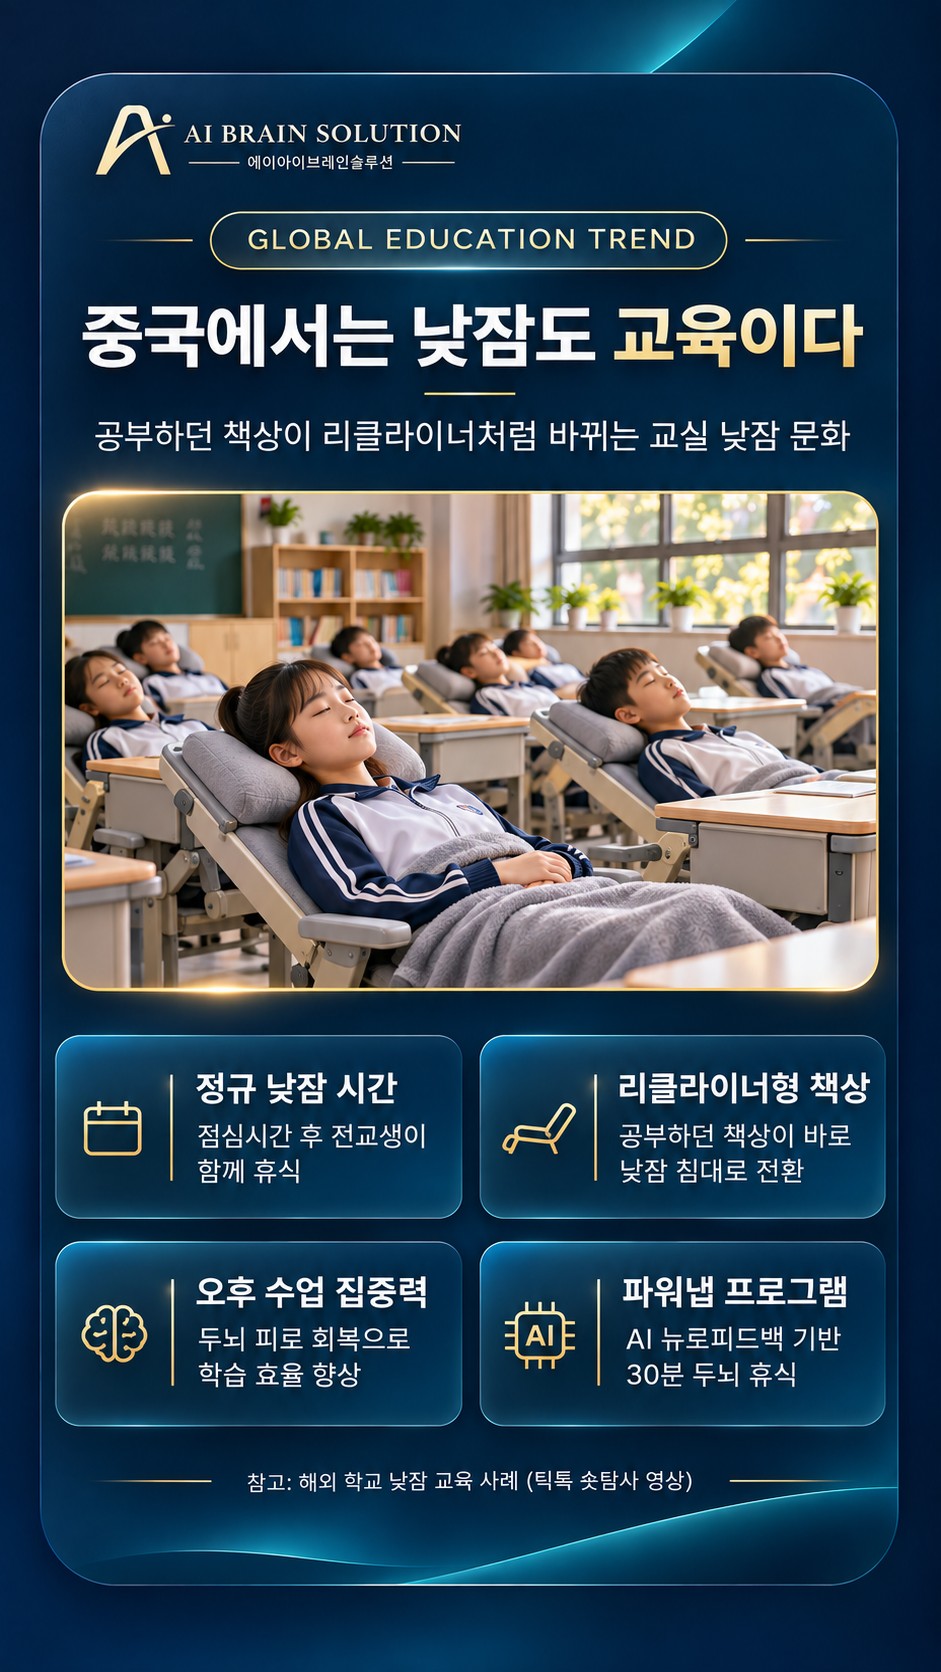 AI BRAIN SOLUTION
에이아이브레인솔루션
GLOBAL EDUCATION TREND
중국에서는 낮잠도 교육이다
공부하던 책상이 리클라이너처럼 바뀌는 교실 낮잠 문화
정규 낮잠 시간
점심시간 후 전교생이
함께 휴식
리클라이너형 책상
공부하던 책상이 바로
낮잠 침대로 전환
오후 수업 집중력
두뇌 피로 회복으로
학습 효율 향상
파워냅 프로그램
AI
AI 뉴로피드백 기반
30분 두뇌 휴식
참고: 해외 학교 낮잠 교육 사례 (틱톡 숏탐사 영상)